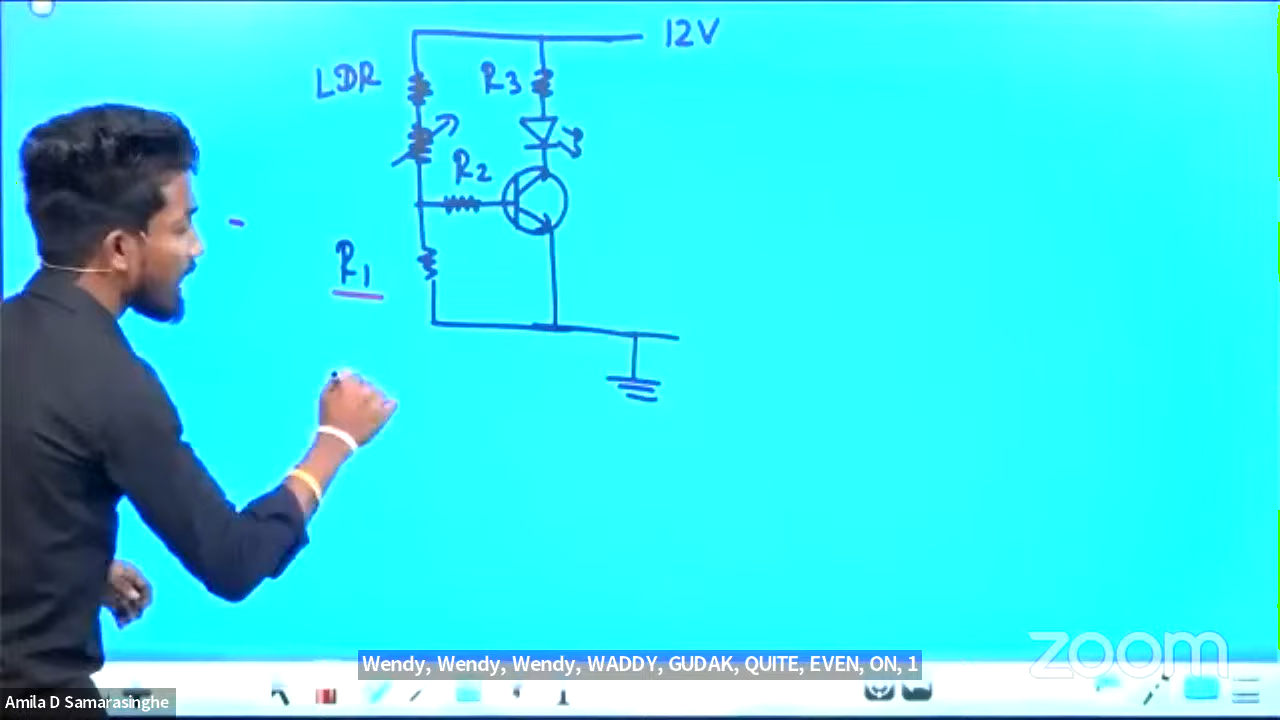 12V
LDR
R3
R2
R1
zoom
Wendy, Wendy, Wendy, WADDY, GUDAK, QUITE, EVEN, ON, 1
Amila D Samarasinghe